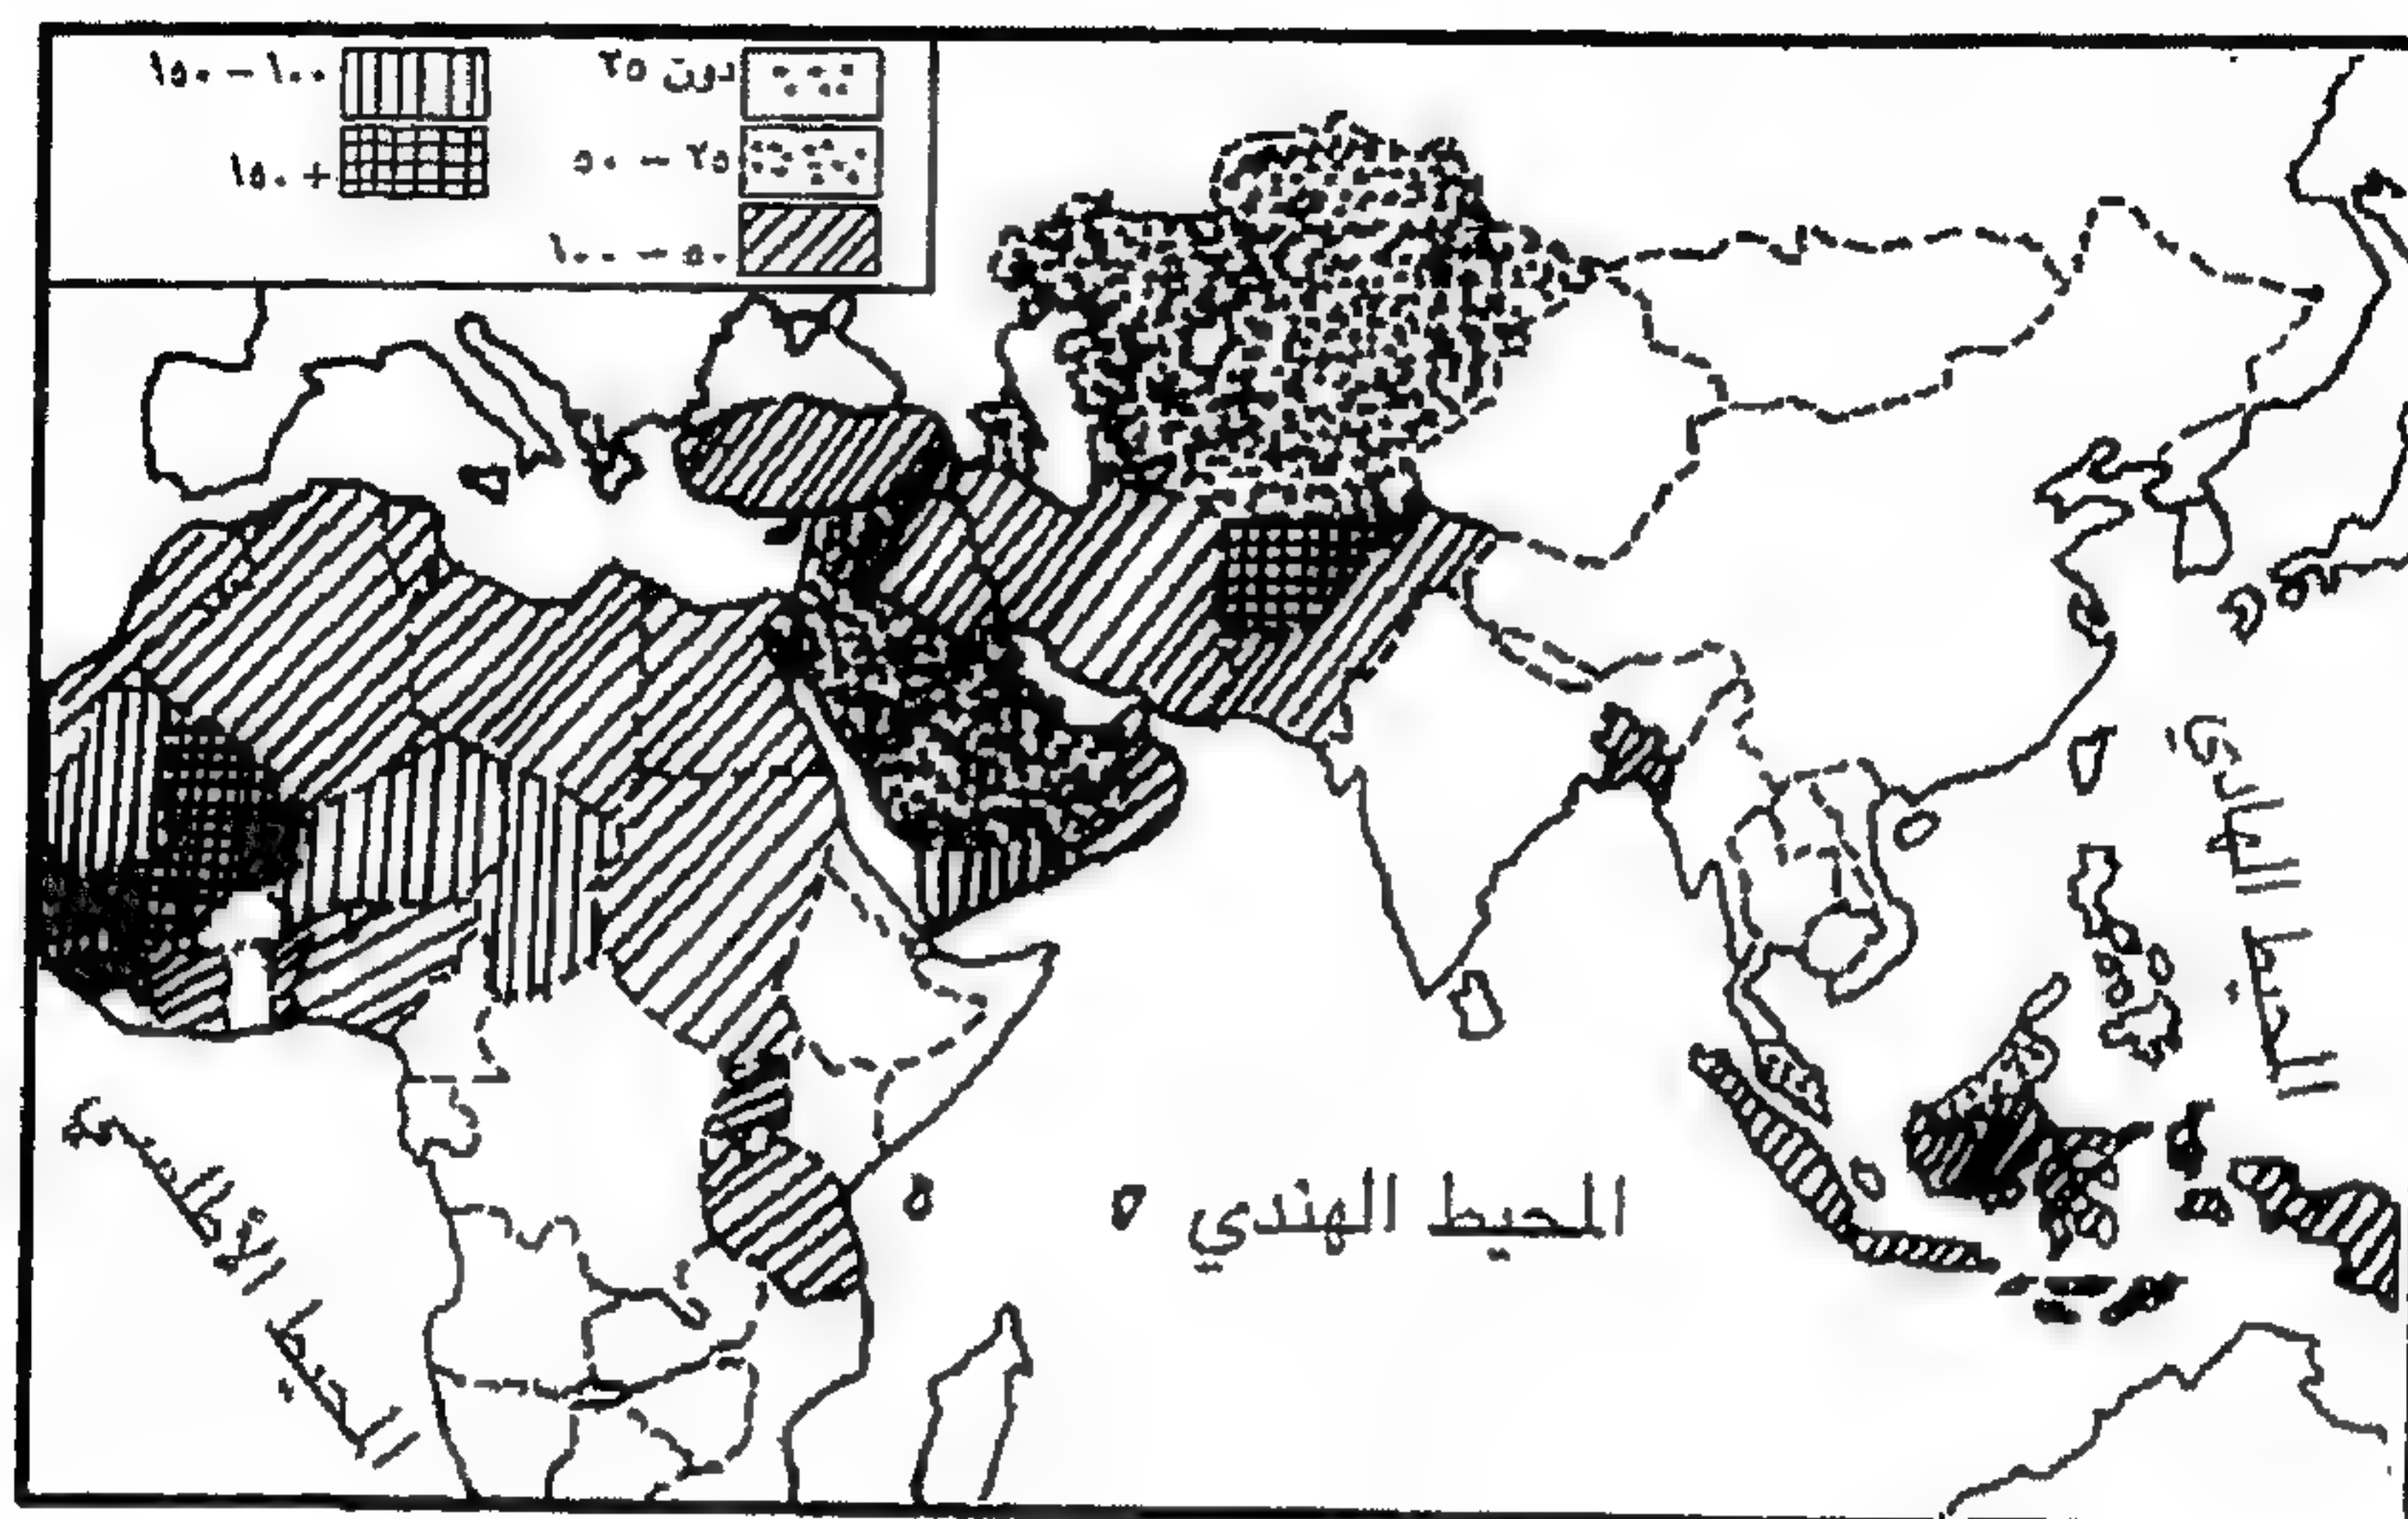 دون ٢٥
٢٥ – ٥٠
٥٠ – ١٠٠
١٠٠ – ١٥٠
+ ١٥٠
المحيط الهادي
المحيط الهندي
المحيط الأطلسي